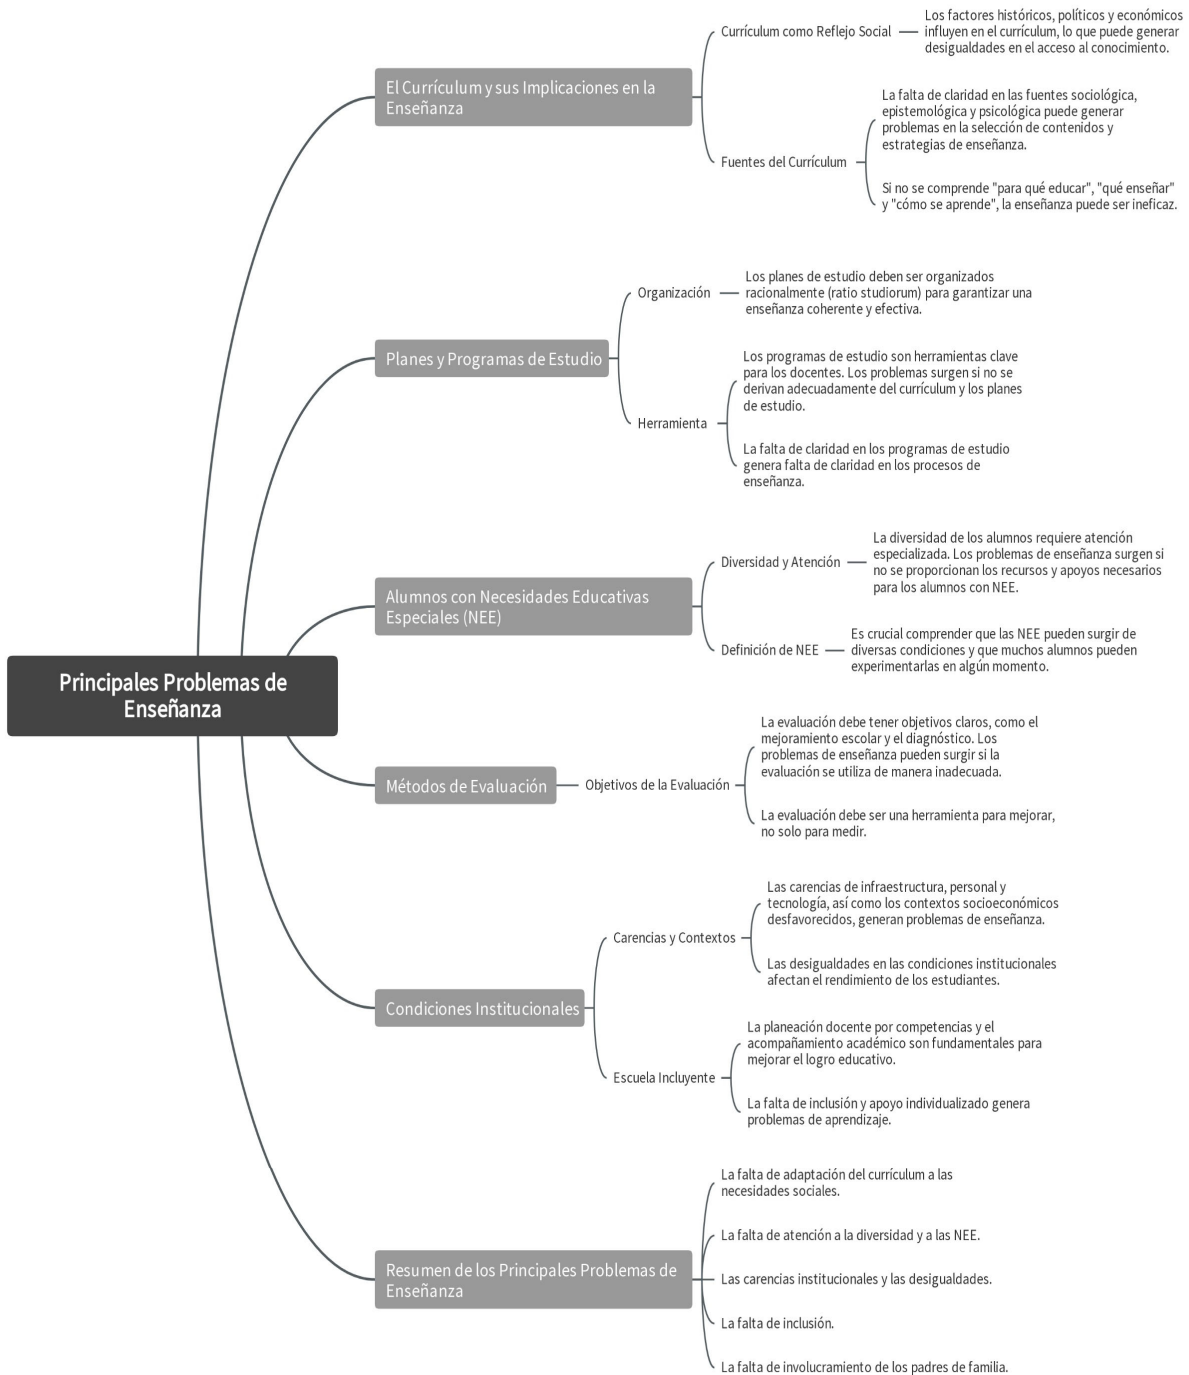 Principales Problemas de
Enseñanza
El Currículum y sus Implicaciones en la
Enseñanza
Currículum como Reflejo Social
Los factores históricos, políticos y económicos
influyen en el currículum, lo que puede generar
desigualdades en el acceso al conocimiento.
Fuentes del Currículum
La falta de claridad en las fuentes sociológica,
epistemológica y psicológica puede generar
problemas en la selección de contenidos y
estrategias de enseñanza.
Si no se comprende "para qué educar", "qué enseñar"
y "cómo se aprende", la enseñanza puede ser ineficaz.
Planes y Programas de Estudio
Organización
Los planes de estudio deben ser organizados
racionalmente (ratio studiorum) para garantizar una
enseñanza coherente y efectiva.
Herramienta
Los programas de estudio son herramientas clave
para los docentes. Los problemas surgen si no se
derivan adecuadamente del currículum y los planes
de estudio.
La falta de claridad en los programas de estudio
genera falta de claridad en los procesos de
enseñanza.
Alumnos con Necesidades Educativas
Especiales (NEE)
Diversidad y Atención
La diversidad de los alumnos requiere atención
especializada. Los problemas de enseñanza surgen si
no se proporcionan los recursos y apoyos necesarios
para los alumnos con NEE.
Definición de NEE
Es crucial comprender que las NEE pueden surgir de
diversas condiciones y que muchos alumnos pueden
experimentarlas en algún momento.
Métodos de Evaluación
Objetivos de la Evaluación
La evaluación debe tener objetivos claros, como el
mejoramiento escolar y el diagnóstico. Los
problemas de enseñanza pueden surgir si la
evaluación se utiliza de manera inadecuada.
La evaluación debe ser una herramienta para mejorar,
no solo para medir.
Condiciones Institucionales
Carencias y Contextos
Las carencias de infraestructura, personal y
tecnología, así como los contextos socioeconómicos
desfavorecidos, generan problemas de enseñanza.
Las desigualdades en las condiciones institucionales
afectan el rendimiento de los estudiantes.
Escuela Incluyente
La planeación docente por competencias y el
acompañamiento académico son fundamentales para
mejorar el logro educativo.
La falta de inclusión y apoyo individualizado genera
problemas de aprendizaje.
Resumen de los Principales Problemas de
Enseñanza
La falta de adaptación del currículum a las
necesidades sociales.
La falta de atención a la diversidad y a las NEE.
Las carencias institucionales y las desigualdades.
La falta de inclusión.
La falta de involucramiento de los padres de familia.